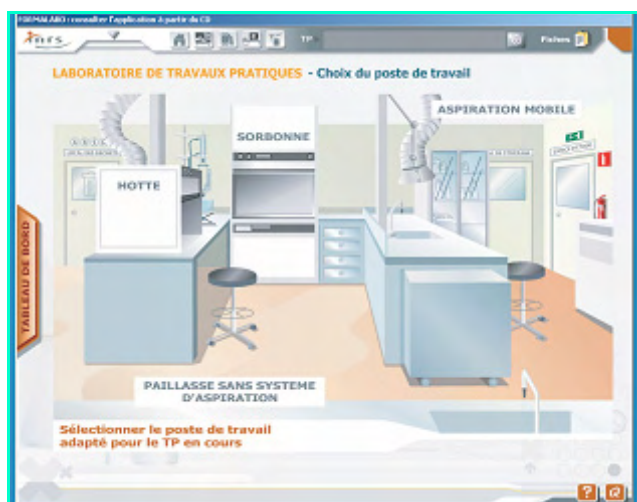 FORMALABO : consulter l'application à partir du CD
inrs
TP
Fiches
LABORATOIRE DE TRAVAUX PRATIQUES - Choix du poste de travail
ASPIRATION MOBILE
SORBONNE
HOTTE
TABLEAU DE BORD
PAILLASSE SANS SYSTEME
D'ASPIRATION
Sélectionner le poste de travail
adapté pour le TP en cours
?